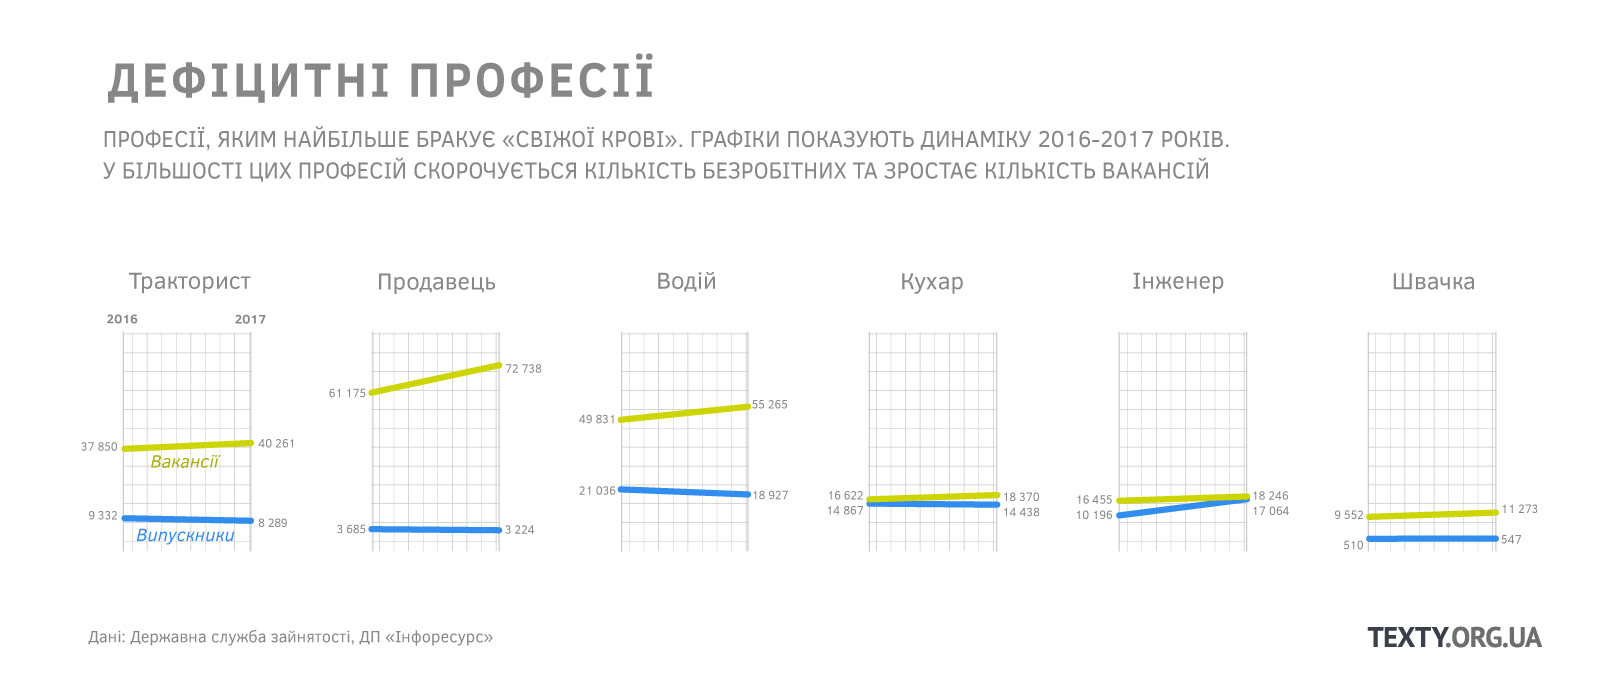 ДЕФІЦИТНІ ПРОФЕСІЇ
ПРОФЕСІЇ, ЯКИМ НАЙБІЛЬШЕ БРАКУЄ «СВІЖОЇ КРОВІ». ГРАФІКИ ПОКАЗУЮТЬ ДИНАМІКУ 2016-2017 РОКІВ.
У БІЛЬШОСТІ ЦИХ ПРОФЕСІЙ СКОРОЧУЄТЬСЯ КІЛЬКІСТЬ БЕЗРОБІТНИХ ТА ЗРОСТАЄ КІЛЬКІСТЬ ВАКАНСІЙ
Тракторист
2016 2017
37 850 40 261
Вакансії
9 332 8 289
Випускники
Продавець
61 175 72 738
3 685 3 224
Водій
49 831 55 265
21 036 18 927
Кухар
16 622 18 370
14 867 14 438
Інженер
16 455 18 246
10 196 17 064
Швачка
9 552 11 273
510 547
Дані: Державна служба зайнятості, ДП «Інфоресурс»
TEXTY.ORG.UA